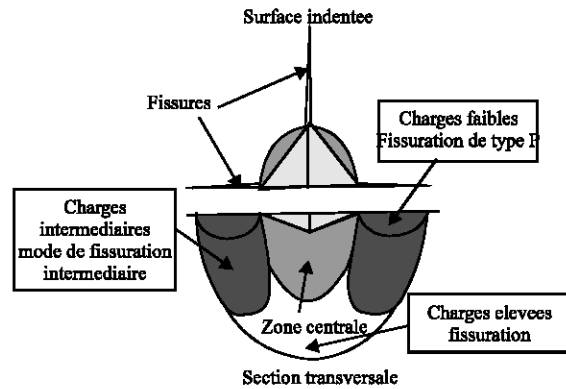 Surface indentee
Fissures
Charges faibles
Fissuration de type P
Charges
intermediaires
mode de fissuration
intermediaire
Zone centrale
Charges elevees
fissuration
Section transversale